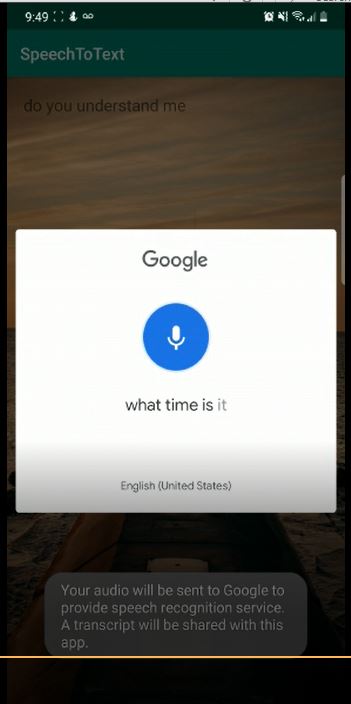 9:49
SpeechToText
do you understand me
Google
what time is it
English (United States)
Your audio will be sent to Google to
provide speech recognition service.
A transcript will be shared with this
app.